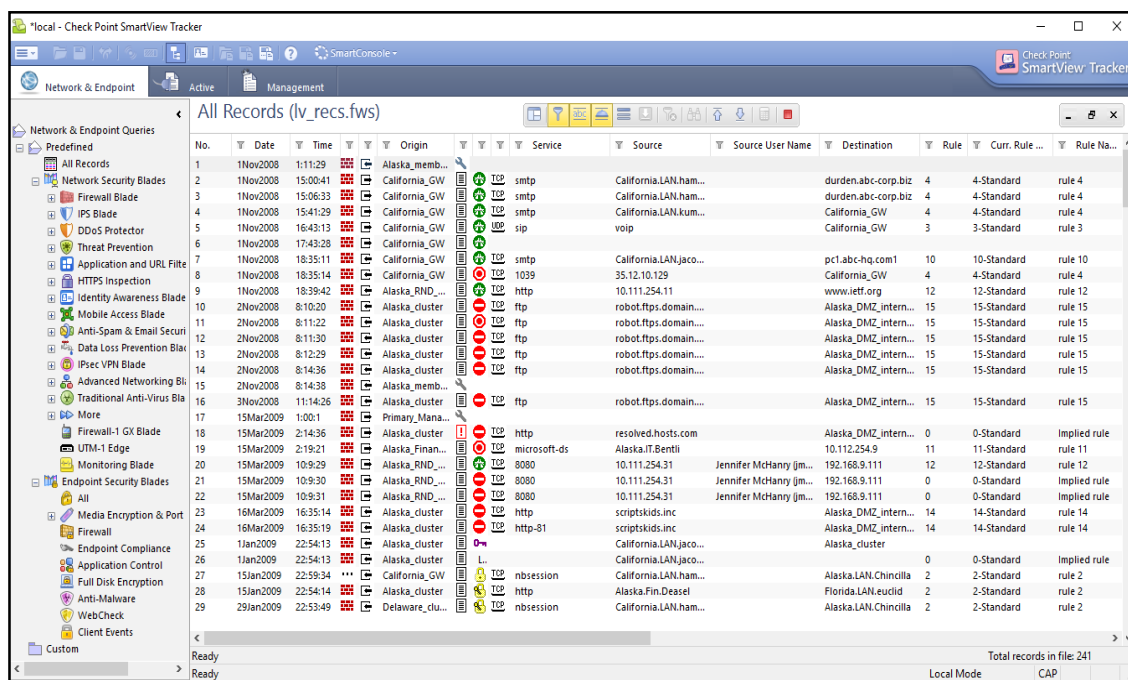 *local - Check Point SmartView Tracker
SmartConsole
Check Point
SmartView Tracker
Network & Endpoint Active Management
All Records (lv_recs.fws)
Network & Endpoint Queries
Predefined
All Records
Network Security Blades
Firewall Blade
IPS Blade
DDoS Protector
Threat Prevention
Application and URL Filte
HTTPS Inspection
Identity Awareness Blade
Mobile Access Blade
Anti-Spam & Email Securi
Data Loss Prevention Blad
IPsec VPN Blade
Advanced Networking Bl
Traditional Anti-Virus Bla
More
Firewall-1 GX Blade
UTM-1 Edge
Monitoring Blade
Endpoint Security Blades
All
Media Encryption & Port
Firewall
Endpoint Compliance
Application Control
Full Disk Encryption
Anti-Malware
WebCheck
Client Events
Custom
No. Date Time Origin Service Source Source User Name Destination Rule Curr. Rule ... Rule Na...
1 1Nov2008 1:11:29 Alaska_memb...
2 1Nov2008 15:00:41 California_GW TCP smtp California.LAN.ham... durden.abc-corp.biz 4 4-Standard rule 4
3 1Nov2008 15:06:33 California_GW TCP smtp California.LAN.ham... durden.abc-corp.biz 4 4-Standard rule 4
4 1Nov2008 15:41:29 California_GW TCP smtp California.LAN.kum... California_GW 4 4-Standard rule 4
5 1Nov2008 16:43:13 California_GW UDP sip voip California_GW 3 3-Standard rule 3
6 1Nov2008 17:43:28 California_GW
7 1Nov2008 18:35:11 California_GW TCP smtp California.LAN.jaco... pc1.abc-hq.com1 10 10-Standard rule 10
8 1Nov2008 18:35:14 California_GW TCP 1039 35.12.10.129 California_GW 4 4-Standard rule 4
9 1Nov2008 18:39:42 Alaska_RND_... TCP http 10.111.254.11 www.ietf.org 12 12-Standard rule 12
10 2Nov2008 8:10:20 Alaska_cluster TCP ftp robot.ftps.domain.... Alaska_DMZ_intern... 15 15-Standard rule 15
11 2Nov2008 8:11:22 Alaska_cluster TCP ftp robot.ftps.domain.... Alaska_DMZ_intern... 15 15-Standard rule 15
12 2Nov2008 8:11:30 Alaska_cluster TCP ftp robot.ftps.domain.... Alaska_DMZ_intern... 15 15-Standard rule 15
13 2Nov2008 8:12:29 Alaska_cluster TCP ftp robot.ftps.domain.... Alaska_DMZ_intern... 15 15-Standard rule 15
14 2Nov2008 8:14:36 Alaska_cluster TCP ftp robot.ftps.domain.... Alaska_DMZ_intern... 15 15-Standard rule 15
15 2Nov2008 8:14:38 Alaska_memb...
16 3Nov2008 11:14:26 Alaska_cluster TCP ftp robot.ftps.domain.... Alaska_DMZ_intern... 15 15-Standard rule 15
17 15Mar2009 1:00:1 Primary_Mana...
18 15Mar2009 2:14:36 Alaska_cluster TCP http resolved.hosts.com Alaska_DMZ_intern... 0 0-Standard Implied rule
19 15Mar2009 2:19:21 Alaska_Finan... TCP microsoft-ds Alaska.IT.Bentli 10.112.254.9 11 11-Standard rule 11
20 15Mar2009 10:9:29 Alaska_RND_... TCP 8080 10.111.254.31 Jennifer McHanry (jm... 192.168.9.111 12 12-Standard rule 12
21 15Mar2009 10:9:30 Alaska_RND_... TCP 8080 10.111.254.31 Jennifer McHanry (jm... 192.168.9.111 0 0-Standard Implied rule
22 15Mar2009 10:9:31 Alaska_RND_... TCP 8080 10.111.254.31 Jennifer McHanry (jm... 192.168.9.111 0 0-Standard Implied rule
23 16Mar2009 16:35:14 Alaska_cluster TCP http scriptskids.inc Alaska_DMZ_intern... 14 14-Standard rule 14
24 16Mar2009 16:35:19 Alaska_cluster TCP http-81 scriptskids.inc Alaska_DMZ_intern... 14 14-Standard rule 14
25 1Jan2009 22:54:13 Alaska_cluster California.LAN.jaco... Alaska_cluster
26 1Jan2009 22:54:13 Alaska_cluster L.. California.LAN.jaco... 0 0-Standard Implied rule
27 15Jan2009 22:59:34 ... California_GW TCP nbsession California.LAN.ham... Alaska.LAN.Chincilla 2 2-Standard rule 2
28 15Jan2009 22:54:14 Alaska_cluster TCP http Alaska.Fin.Deasel Florida.LAN.euclid 2 2-Standard rule 2
29 29Jan2009 22:53:49 Delaware_clu... TCP nbsession California.LAN.ham... Alaska.LAN.Chincilla 2 2-Standard rule 2
Ready Total records in file: 241
Ready Local Mode CAP